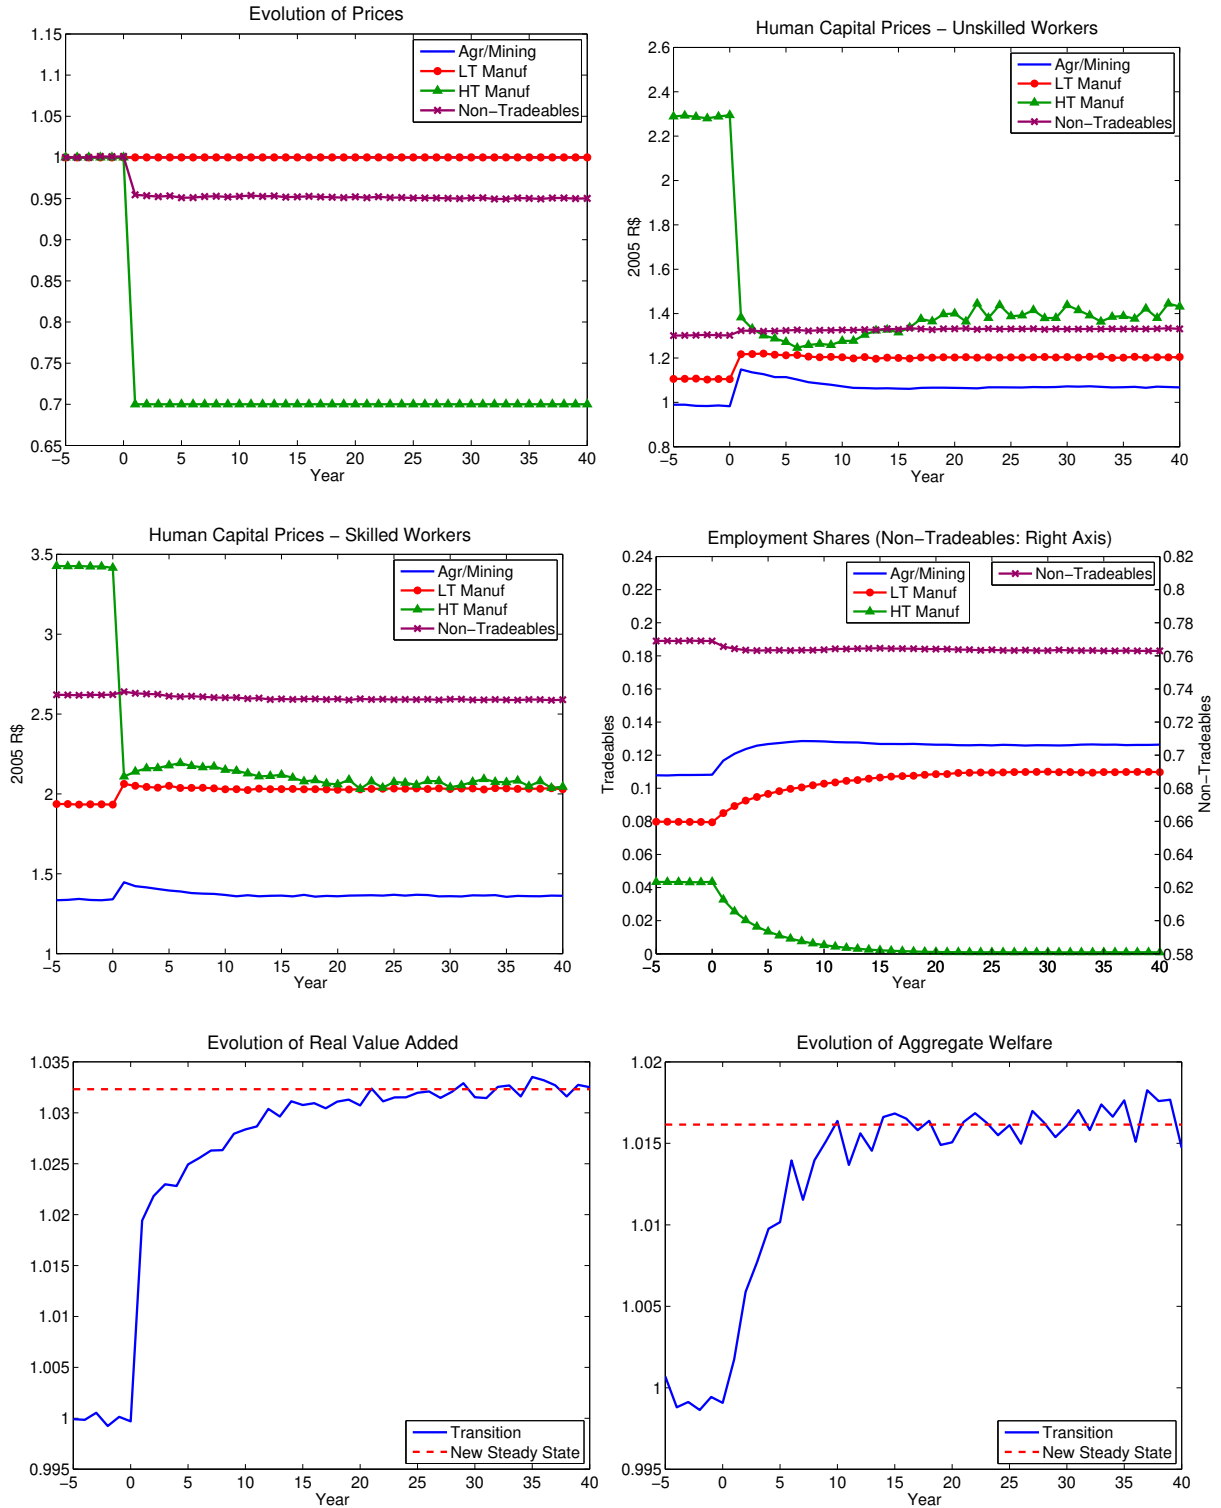 Evolution of Prices
1.15
1.1
1.05
1
0.95
0.9
0.85
0.8
0.75
0.7
0.65
−5 0 5 10 15 20 25 30 35 40
Year
Agr/Mining
LT Manuf
HT Manuf
Non−Tradeables
Human Capital Prices − Unskilled Workers
2.6
2.4
2.2
2
1.8
1.6
1.4
1.2
1
0.8
2005 R$
−5 0 5 10 15 20 25 30 35 40
Year
Agr/Mining
LT Manuf
HT Manuf
Non−Tradeables
Human Capital Prices − Skilled Workers
3.5
3
2.5
2
1.5
1
2005 R$
−5 0 5 10 15 20 25 30 35 40
Year
Agr/Mining
LT Manuf
HT Manuf
Non−Tradeables
Employment Shares (Non−Tradeables: Right Axis)
0.24
0.22
0.2
0.18
0.16
0.14
0.12
0.1
0.08
0.06
0.04
0.02
0
Tradeables
−5 0 5 10 15 20 25 30 35 40
Year
Agr/Mining
LT Manuf
HT Manuf
Non−Tradeables
0.82
0.8
0.78
0.76
0.74
0.72
0.7
0.68
0.66
0.64
0.62
0.6
0.58
Non−Tradeables
Evolution of Real Value Added
1.035
1.03
1.025
1.02
1.015
1.01
1.005
1
0.995
−5 0 5 10 15 20 25 30 35 40
Year
Transition
New Steady State
Evolution of Aggregate Welfare
1.02
1.015
1.01
1.005
1
0.995
−5 0 5 10 15 20 25 30 35 40
Year
Transition
New Steady State